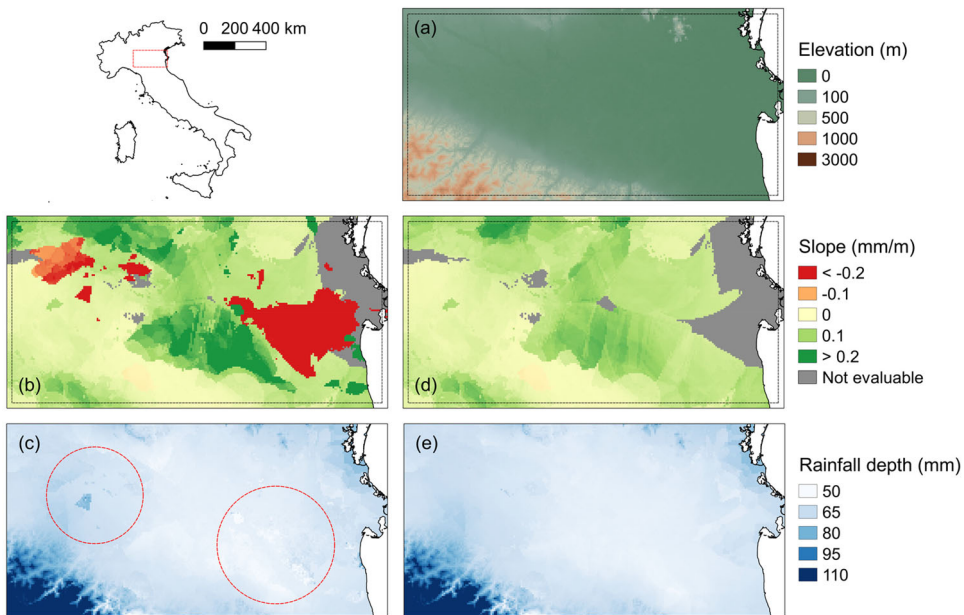 0 200 400 km
(a)
Elevation (m)
0
100
500
1000
3000
(b)
(d)
Slope (mm/m)
< -0.2
-0.1
0
0.1
> 0.2
Not evaluable
(c)
(e)
Rainfall depth (mm)
50
65
80
95
110